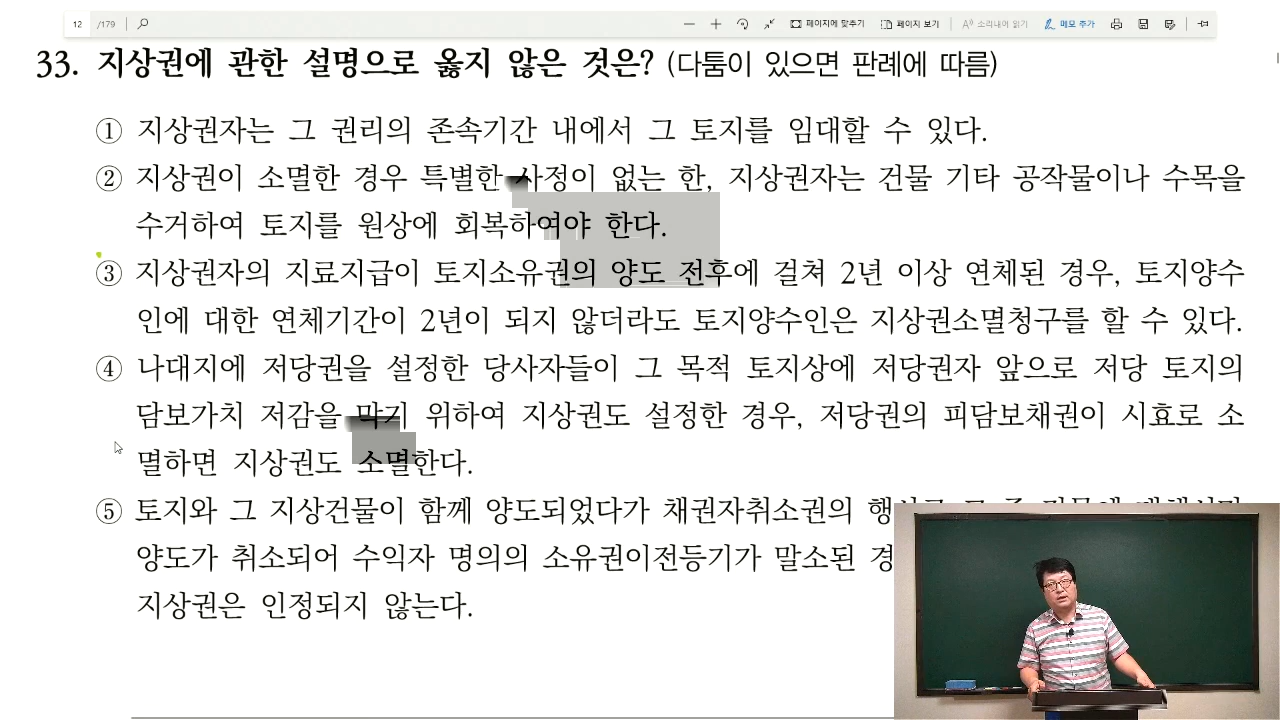 12 /179 페이지에 맞추기 페이지 보기 소리내어 읽기 메모 추가
33. 지상권에 관한 설명으로 옳지 않은 것은? (다툼이 있으면 판례에 따름)
① 지상권자는 그 권리의 존속기간 내에서 그 토지를 임대할 수 있다.
② 지상권이 소멸한 경우 특별한 사정이 없는 한, 지상권자는 건물 기타 공작물이나 수목을
수거하여 토지를 원상에 회복하여야 한다.
③ 지상권자의 지료지급이 토지소유권의 양도 전후에 걸쳐 2년 이상 연체된 경우, 토지양수
인에 대한 연체기간이 2년이 되지 않더라도 토지양수인은 지상권소멸청구를 할 수 있다.
④ 나대지에 저당권을 설정한 당사자들이 그 목적 토지상에 저당권자 앞으로 저당 토지의
담보가치 저감을 막기 위하여 지상권도 설정한 경우, 저당권의 피담보채권이 시효로 소
멸하면 지상권도 소멸한다.
⑤ 토지와 그 지상건물이 함께 양도되었다가 채권자취소권의
양도가 취소되어 수익자 명의의 소유권이전등기가 말소된
지상권은 인정되지 않는다.